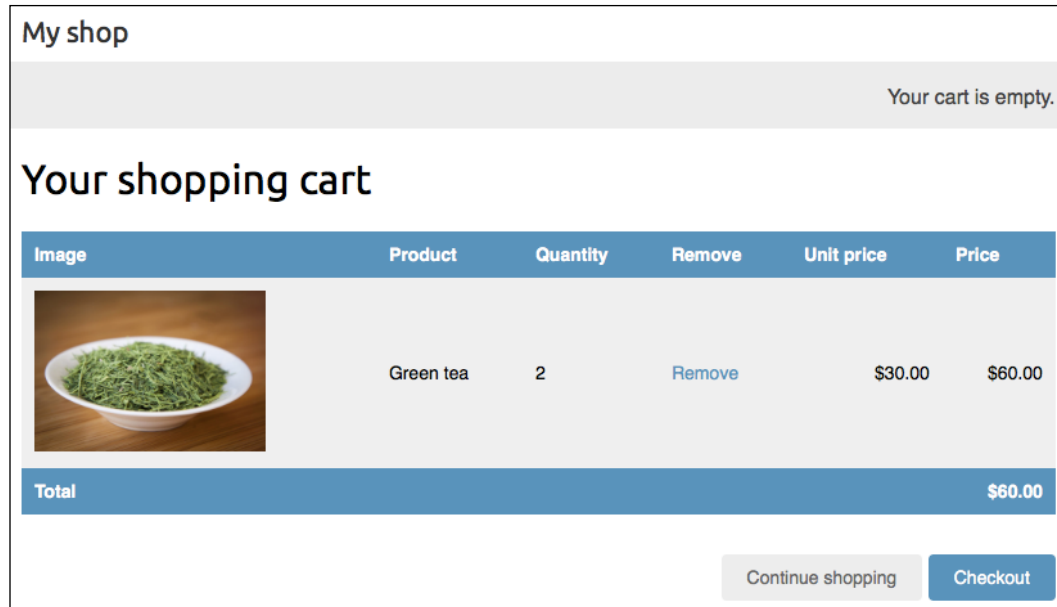 My shop
Your cart is empty.
Your shopping cart
Image Product Quantity Remove Unit price Price
Green tea 2 Remove $30.00 $60.00
Total $60.00
Continue shopping Checkout